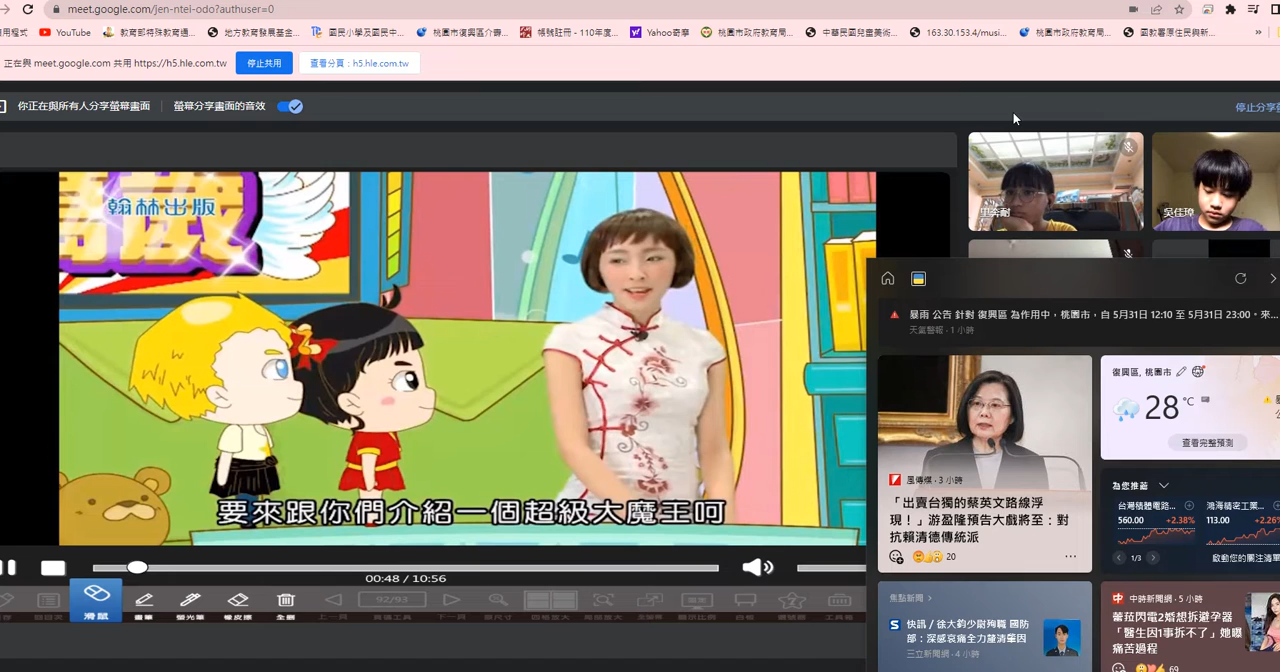 meet.google.com/jen-ntei-odo?authuser=0
用程式
YouTube
教育部特殊教育通...
地方教育發展基金...
國民小學及國民中...
桃園市復興區介壽...
帳號註冊 - 110年度...
Yahoo奇摩
桃園市政府教育局...
中華民國兒童美術...
163.30.153.4/musi...
桃園市政府教育局...
國教署原住民與新...
»
正在與 meet.google.com 共用 https://h5.hle.com.tw
停止共用
查看分頁：h5.hle.com.tw
你正在與所有人分享螢幕畫面
螢幕分享畫面的音效
停止分享螢
翰林出版
吳佳璋
要來跟你們介紹一個超級大魔王呵
00:48 / 10:56
滑鼠
畫筆
螢光筆
橡皮擦
全刪
92/93
上一頁
下一頁
暴雨 公告 針對 復興區 為作用中，桃園市，自 5月31日 12:10 至 5月31日 23:00。來...
天氣警報 · 1 小時
風傳媒 · 3 小時
「出賣台獨的蔡英文路線浮
現！」游盈隆預告大戲將至：對
抗賴清德傳統派
20
...
復興區, 桃園市
28
°C
查看完整預測
為您推薦
台灣積體電路...
560.00
+2.38%
鴻海精密工業...
113.00
+2.26%
1/3
啟動您的關注清單
焦點新聞 >
快訊 / 徐大鈞少尉殉職 國防
部：深感哀痛全力釐清肇因
三立新聞網 · 4 小時
中時新聞網 · 5 小時
蕾菈閃電2婚想拆避孕器
「醫生因1事拆不了」她曝
痛苦過程
69